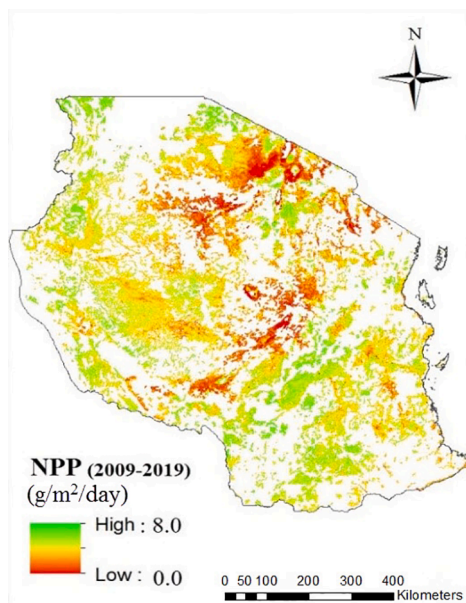 N
NPP (2009-2019)
(g/m²/day)
High : 8.0
Low : 0.0
0 50 100 200 300 400
Kilometers